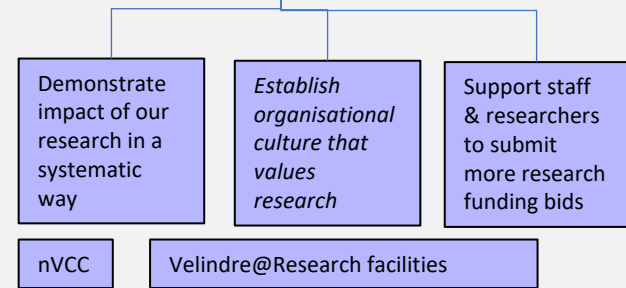 Demonstrate
impact of our
research in a
systematic
way
Establish
organisational
culture that
values
research
Support staff
& researchers
to submit
more research
funding bids
nVCC
Velindre@Research facilities